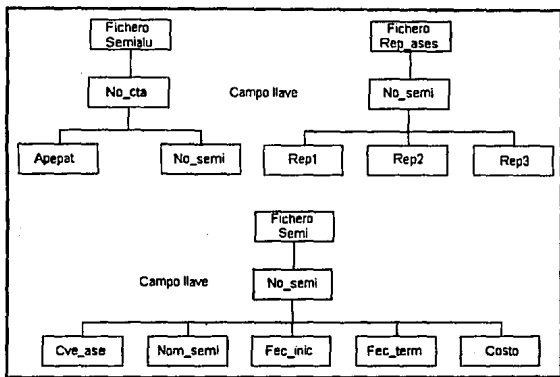 Fichero
Semialu
Fichero
Rep_ases
No_cta
Campo llave
No_semi
Apepat
No_semi
Rep1
Rep2
Rep3
Fichero
Semi
Campo llave
No_semi
Cve_ase
Nom_semi
Fec_inic
Fec_term
Costo